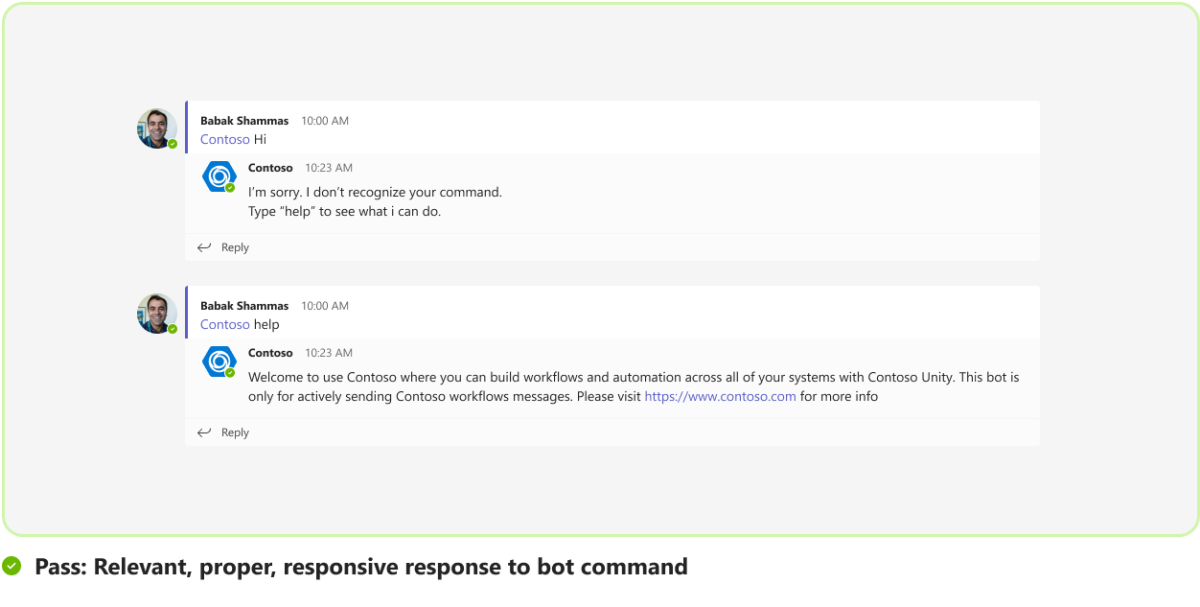 Babak Shammas 10:00 AM
Contoso Hi
Contoso 10:23 AM
I'm sorry. I don't recognize your command.
Type "help" to see what i can do.
Reply
Babak Shammas 10:00 AM
Contoso help
Contoso 10:23 AM
Welcome to use Contoso where you can build workflows and automation across all of your systems with Contoso Unity. This bot is
only for actively sending Contoso workflows messages. Please visit https://www.contoso.com for more info
Reply
Pass: Relevant, proper, responsive response to bot command